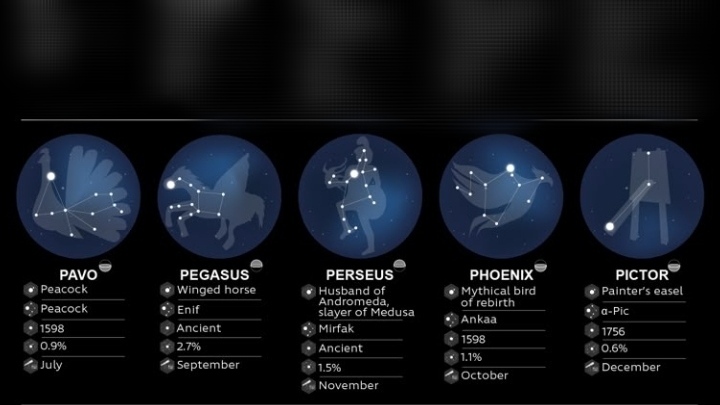 PAVO
Peacock
Peacock
1598
0.9%
July
PEGASUS
Winged horse
Enif
Ancient
2.7%
September
PERSEUS
Husband of
Andromeda,
slayer of Medusa
Mirfak
Ancient
1.5%
November
PHOENIX
Mythical bird
of rebirth
Ankaa
1598
1.1%
October
PICTOR
Painter's easel
α-Pic
1756
0.6%
December